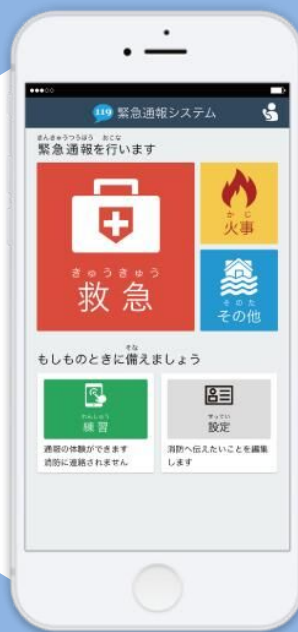 119 緊急通報システム
きんきゅうつうほう おこな
緊急通報を行います
きゅうきゅう
救急
かじ
火事
そのた
その他
そな
もしものときに備えましょう
れんしゅう
練習
通報の体験ができます
消防に連絡されません
せってい
設定
消防へ伝えたいことを編集
します